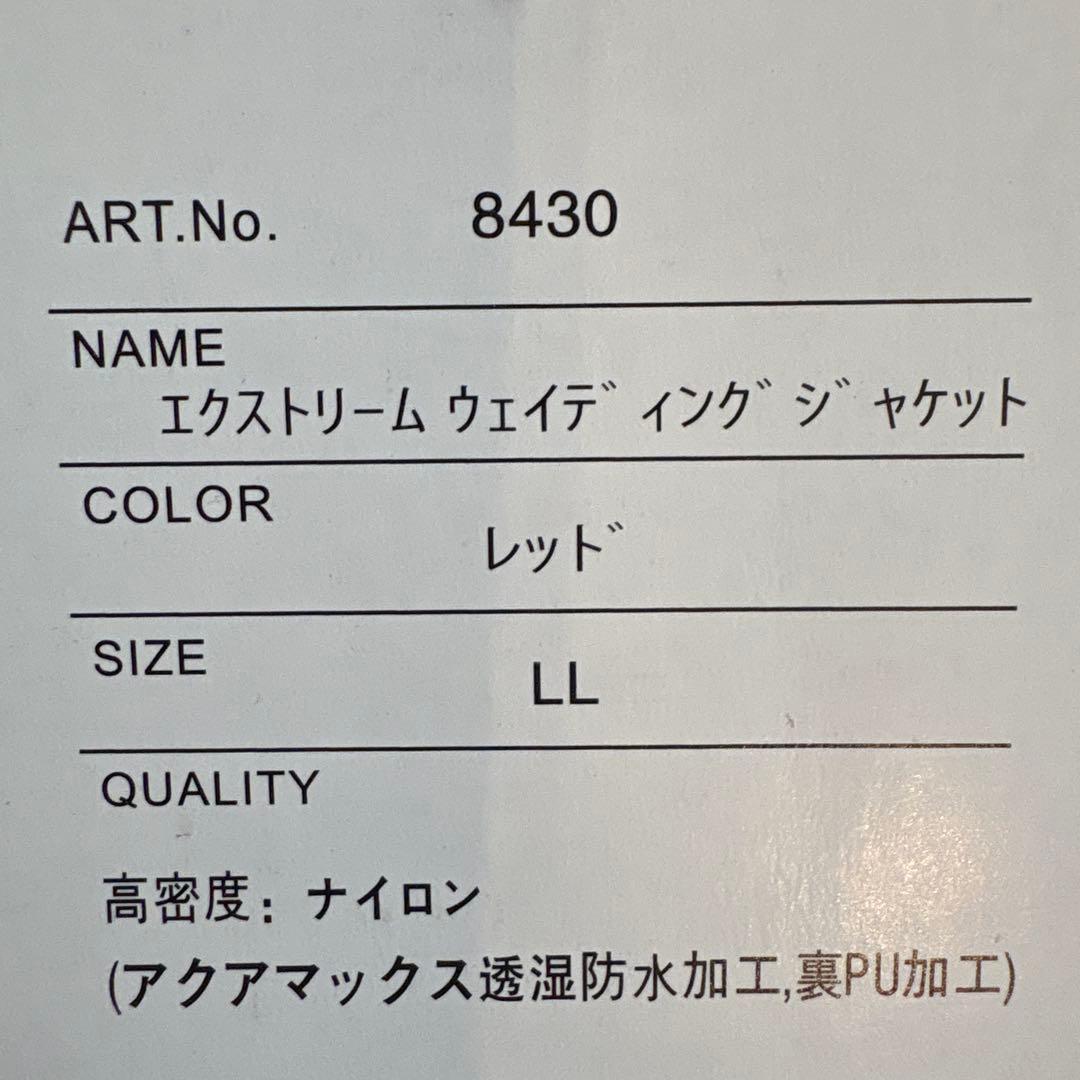 ART.No. 8430
NAME
エクストリーム ウェイディング ジャケット
COLOR
レッド
SIZE
LL
QUALITY
高密度: ナイロン
(アクアマックス透湿防水加工,裏PU加工)